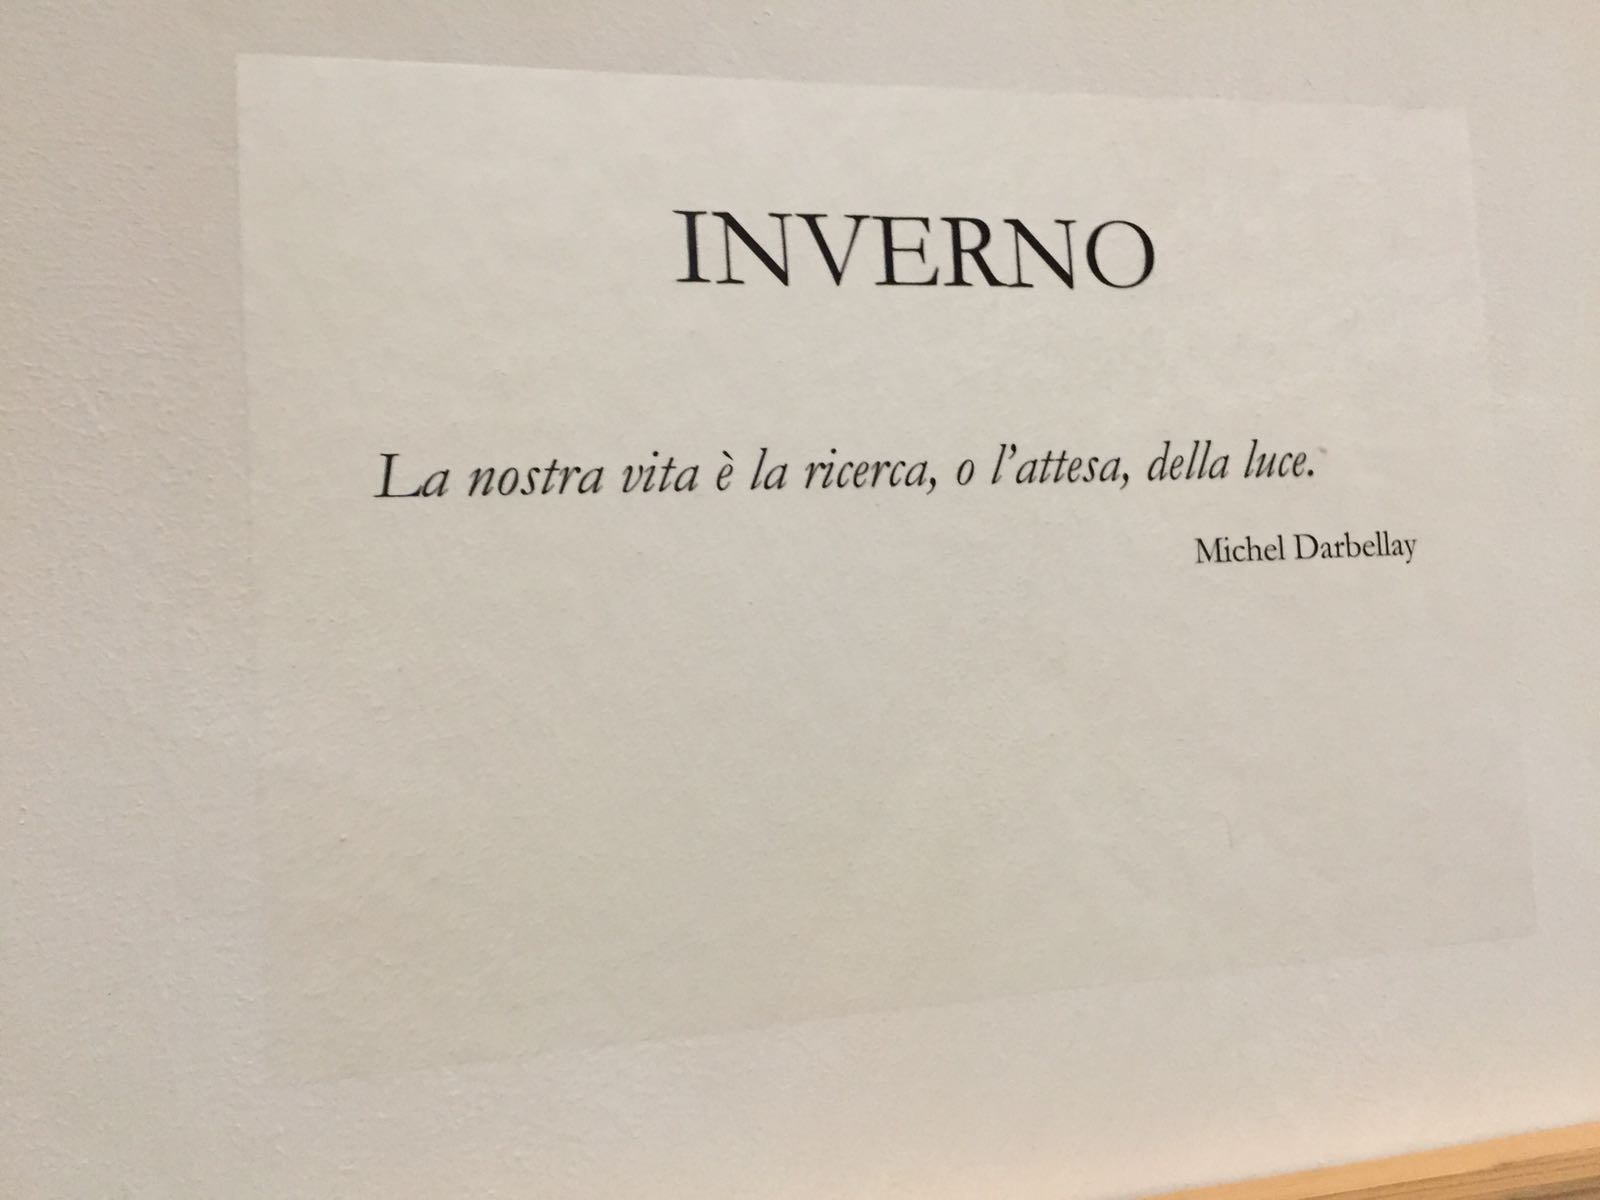 INVERNO
La nostra vita è la ricerca, o l'attesa, della luce.
Michel Darbellay